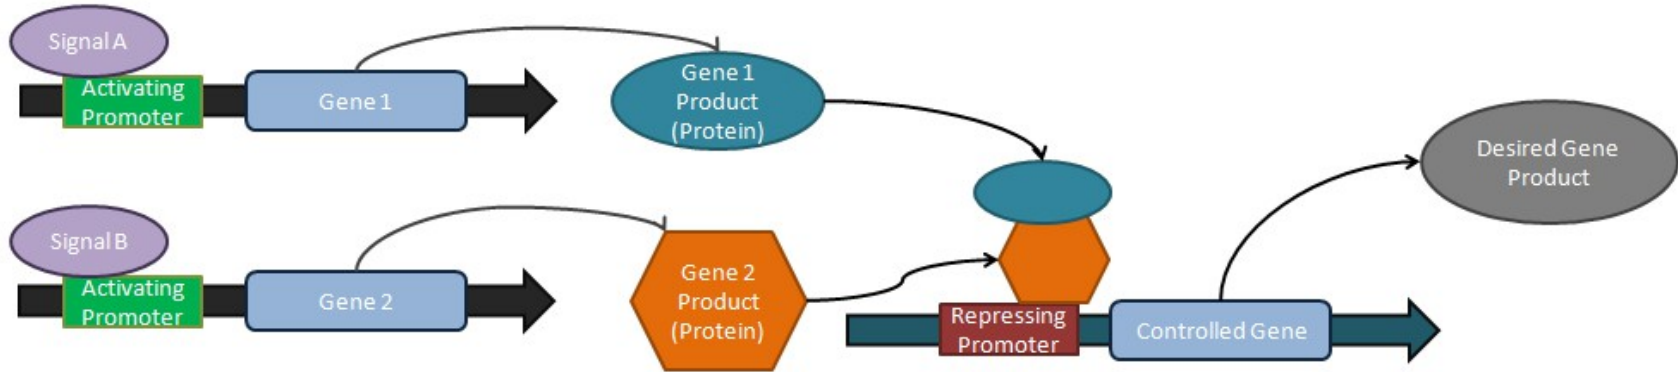 Signal A
Activating
Promoter
Gene 1
Gene 1
Product
(Protein)
Desired Gene
Product
Signal B
Activating
Promoter
Gene 2
Gene 2
Product
(Protein)
Repressing
Promoter
Controlled Gene